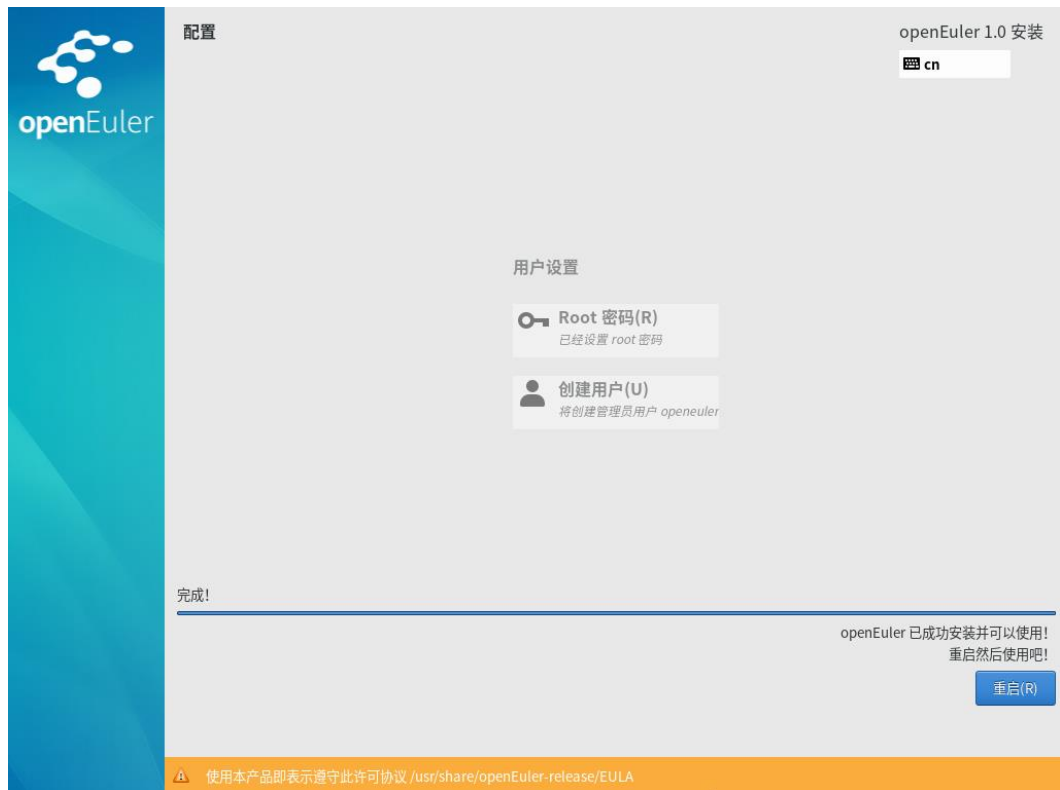 openEuler
配置
openEuler 1.0 安装
cn
用户设置
Root 密码(R)
已经设置 root 密码
创建用户(U)
将创建管理员用户 openeuler
完成!
openEuler 已成功安装并可以使用!
重启然后使用吧!
重启(R)
使用本产品即表示遵守此许可协议 /usr/share/openEuler-release/EULA